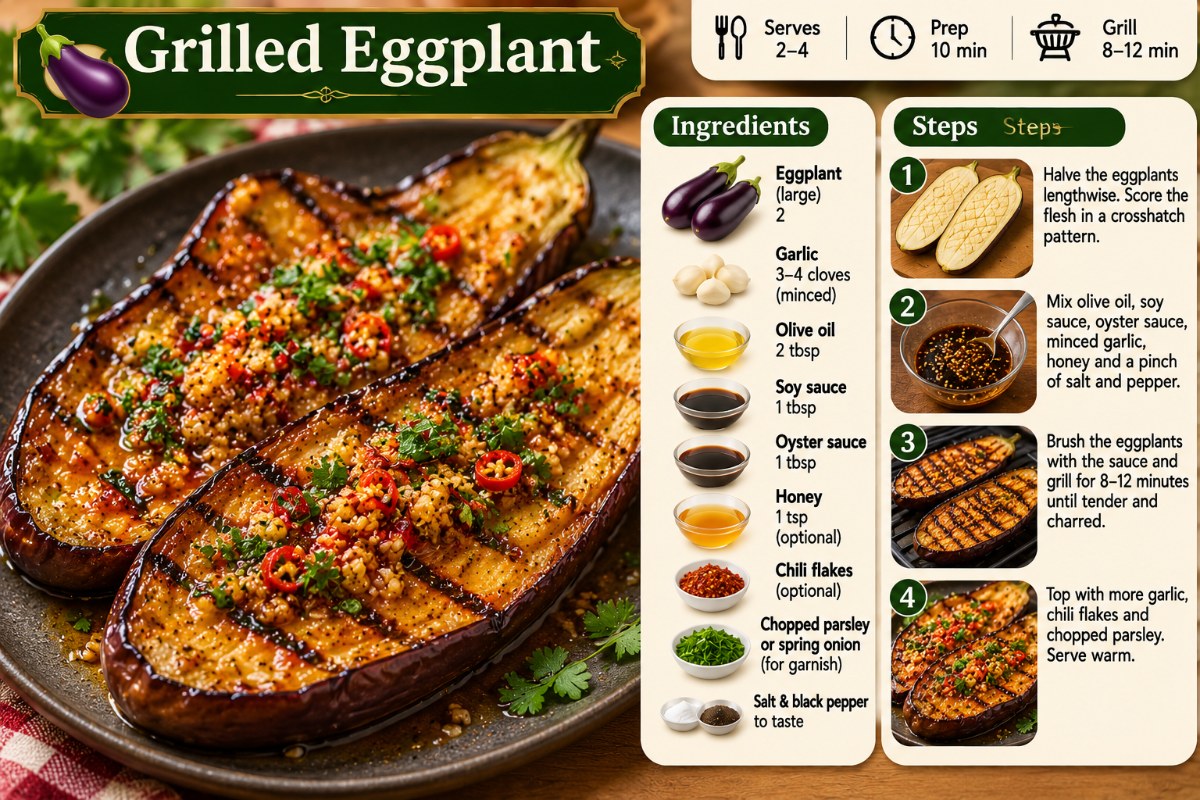 Grilled Eggplant
Serves
2–4
Prep
10 min
Grill
8–12 min
Ingredients
Eggplant
(large)
2
Garlic
3–4 cloves
(minced)
Olive oil
2 tbsp
Soy sauce
1 tbsp
Oyster sauce
1 tbsp
Honey
1 tsp
(optional)
Chili flakes
(optional)
Chopped parsley
or spring onion
(for garnish)
Salt & black pepper
to taste
Steps Steps
1
Halve the eggplants
lengthwise. Score the
flesh in a crosshatch
pattern.
2
Mix olive oil, soy
sauce, oyster sauce,
minced garlic,
honey and a pinch
of salt and pepper.
3
Brush the eggplants
with the sauce and
grill for 8–12 minutes
until tender and
charred.
4
Top with more garlic,
chili flakes and
chopped parsley.
Serve warm.